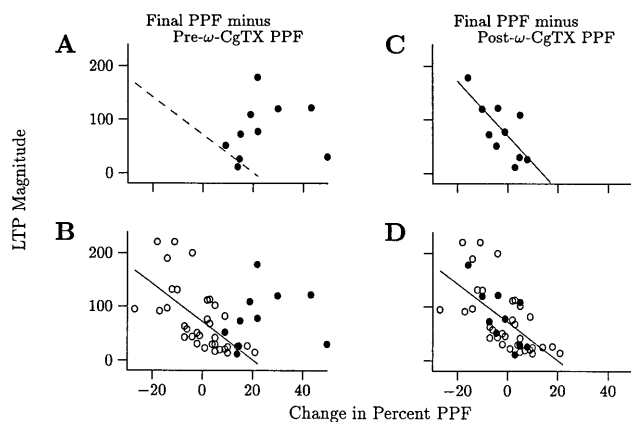 Final PPF minus
Pre-ω-CgTX PPF
Final PPF minus
Post-ω-CgTX PPF
A
C
200
100
0
LTP Magnitude
B
D
200
100
0
−20 0 20 40
−20 0 20 40
Change in Percent PPF